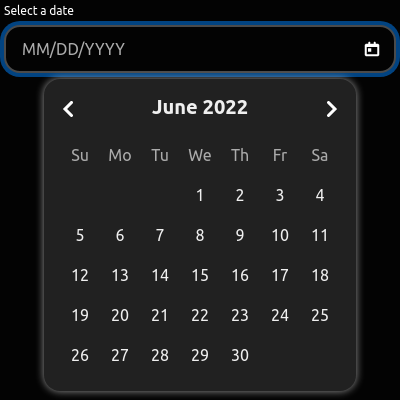 Select a date
MM/DD/YYYY
June 2022
Su Mo Tu We Th Fr Sa
1 2 3 4
5 6 7 8 9 10 11
12 13 14 15 16 17 18
19 20 21 22 23 24 25
26 27 28 29 30